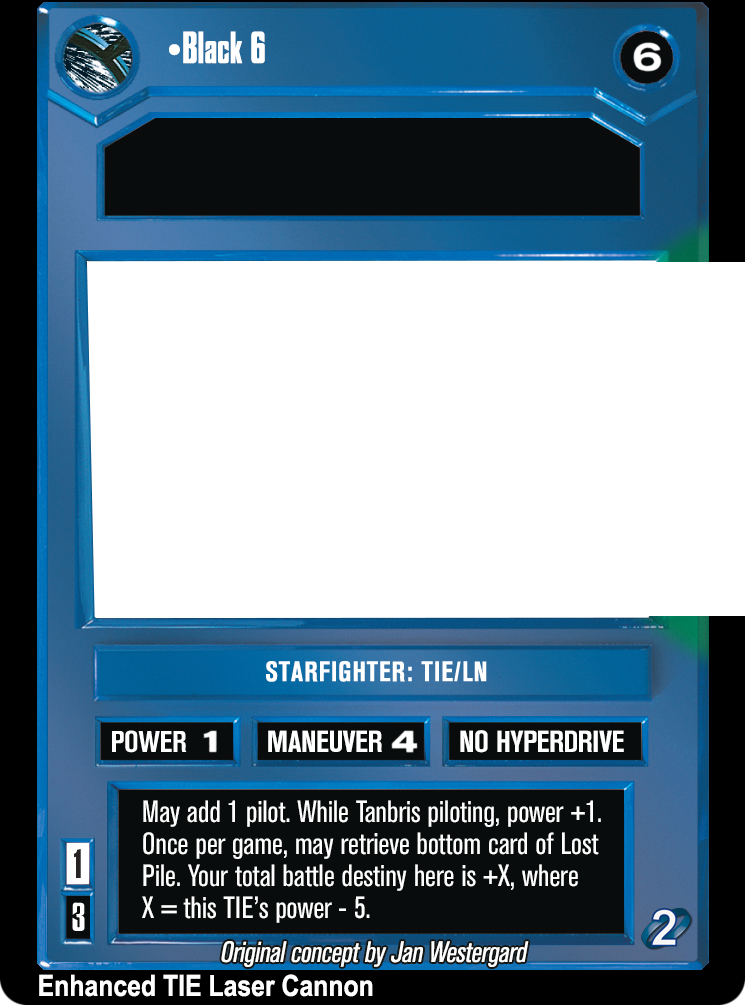 •Black 6
6
STARFIGHTER: TIE/LN
POWER 1
MANEUVER 4
NO HYPERDRIVE
May add 1 pilot. While Tanbris piloting, power +1.
Once per game, may retrieve bottom card of Lost
Pile. Your total battle destiny here is +X, where
X = this TIE's power - 5.
1
3
2
Original concept by Jan Westergard
Enhanced TIE Laser Cannon